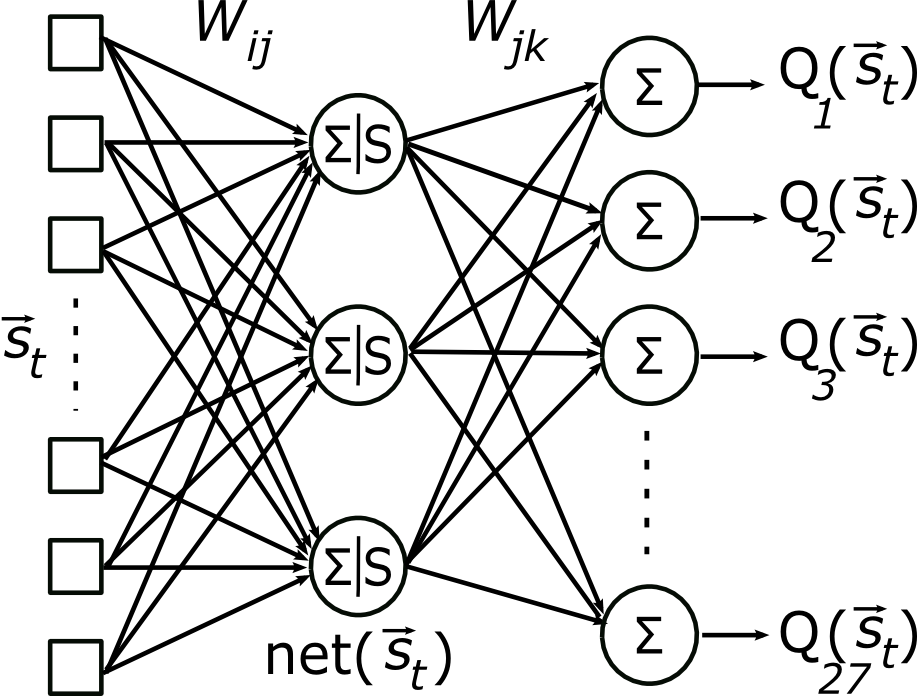 W_ij W_jk
Σ Q_1(s⃗_t)
Σ|S
Σ Q_2(s⃗_t)
s⃗_t Σ|S Σ Q_3(s⃗_t)
Σ|S
Σ Q_27(s⃗_t)
net(s⃗_t)